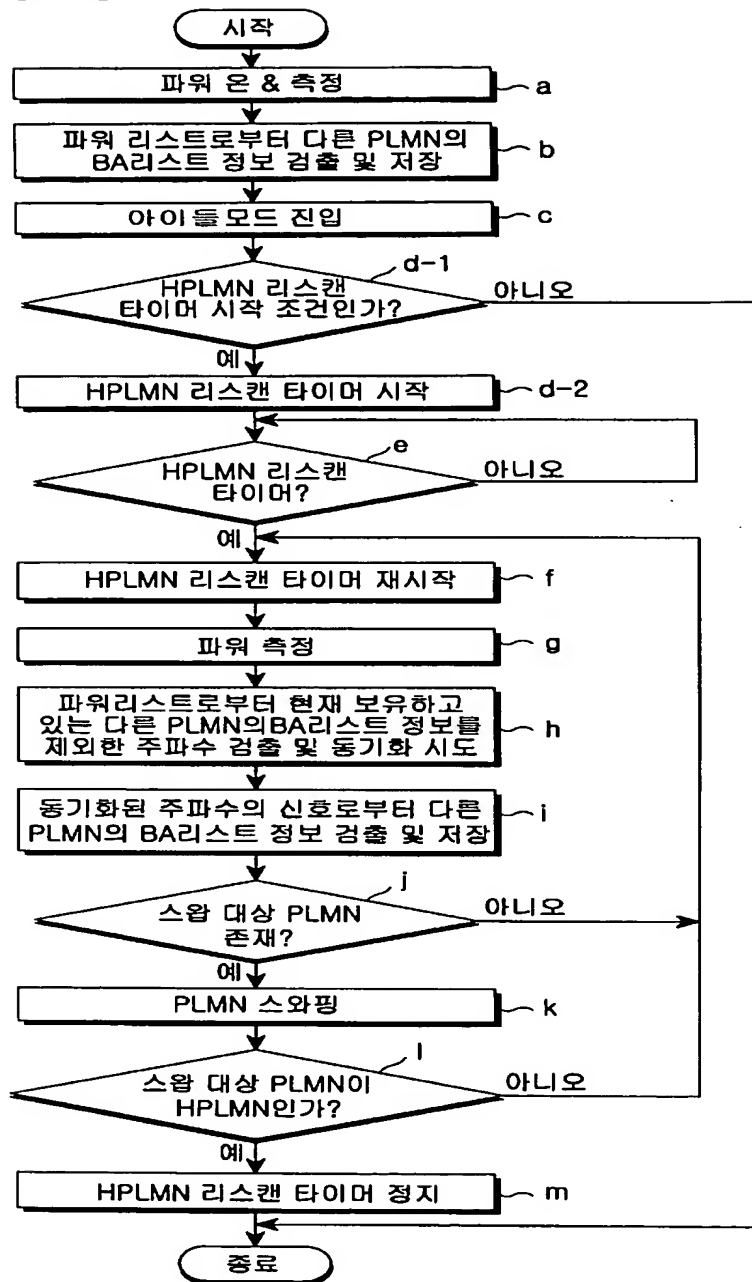 시작
파워 온 & 측정
a
파워 리스트로부터 다른 PLMN의
BA리스트 정보 검출 및 저장
b
아이들모드 진입
c
d-1
HPLMN 리스캔
타이머 시작 조건인가?
아니오
예
HPLMN 리스캔 타이머 시작
d-2
e
HPLMN 리스캔
타이머?
아니오
예
HPLMN 리스캔 타이머 재시작
f
파워 측정
g
파워리스트로부터 현재 보유하고
있는 다른 PLMN의BA리스트 정보를
제외한 주파수 검출 및 동기화 시도
h
동기화된 주파수의 신호로부터 다른
PLMN의 BA리스트 정보 검출 및 저장
i
j
스왑 대상 PLMN
존재?
아니오
예
PLMN 스와핑
k
l
스왑 대상 PLMN이
HPLMN인가?
아니오
예
HPLMN 리스캔 타이머 정지
m
종료